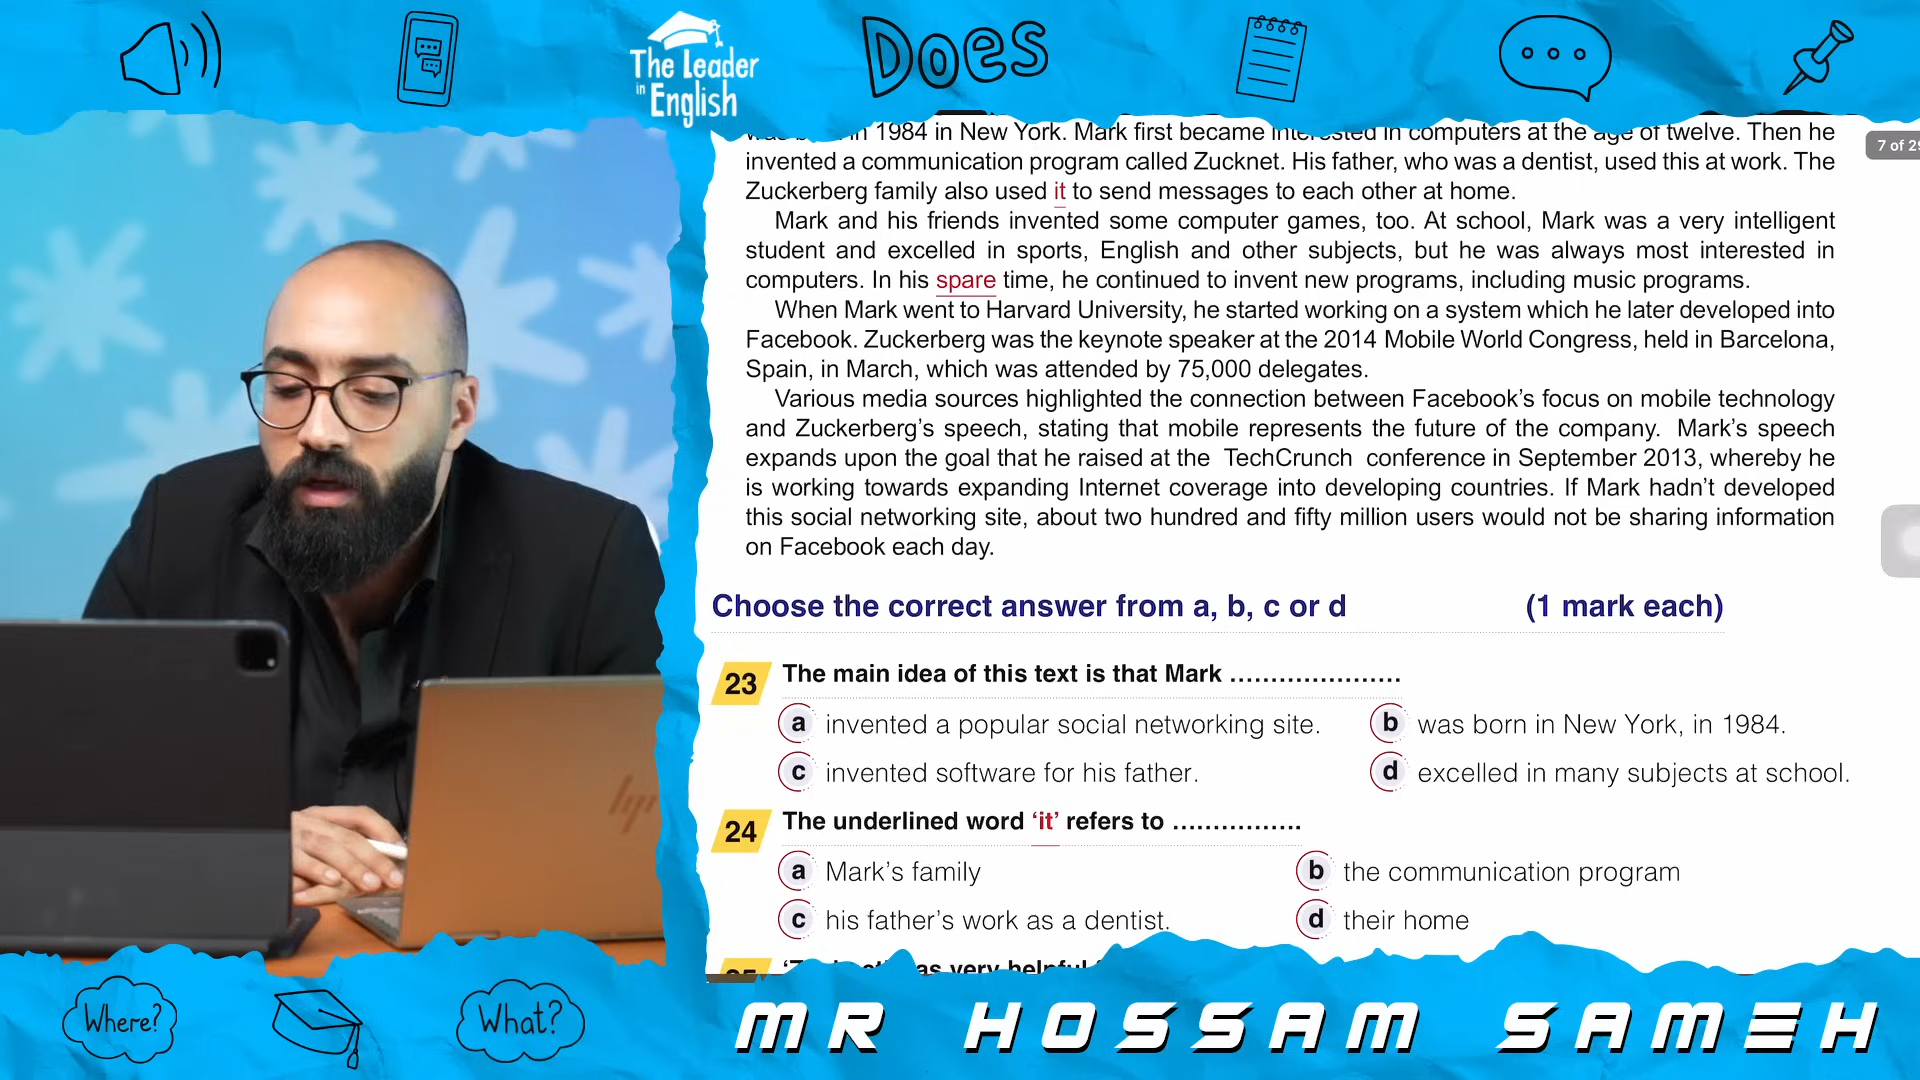 Does
The Leader
in
English
in 1984 in New York. Mark first became interested in computers at the age of twelve. Then he
invented a communication program called Zucknet. His father, who was a dentist, used this at work. The
Zuckerberg family also used it to send messages to each other at home.
Mark and his friends invented some computer games, too. At school, Mark was a very intelligent
student and excelled in sports, English and other subjects, but he was always most interested in
computers. In his spare time, he continued to invent new programs, including music programs.
When Mark went to Harvard University, he started working on a system which he later developed into
Facebook. Zuckerberg was the keynote speaker at the 2014 Mobile World Congress, held in Barcelona,
Spain, in March, which was attended by 75,000 delegates.
Various media sources highlighted the connection between Facebook's focus on mobile technology
and Zuckerberg's speech, stating that mobile represents the future of the company. Mark's speech
expands upon the goal that he raised at the TechCrunch conference in September 2013, whereby he
is working towards expanding Internet coverage into developing countries. If Mark hadn't developed
this social networking site, about two hundred and fifty million users would not be sharing information
on Facebook each day.
7 of 29
Choose the correct answer from a, b, c or d (1 mark each)
23 The main idea of this text is that Mark .....................
a invented a popular social networking site. b was born in New York, in 1984.
c invented software for his father. d excelled in many subjects at school.
24 The underlined word 'it' refers to ................
a Mark's family b the communication program
c his father's work as a dentist. d their home
as very helpful
hp
Where?
What?
MR HOSSAM SAMEH